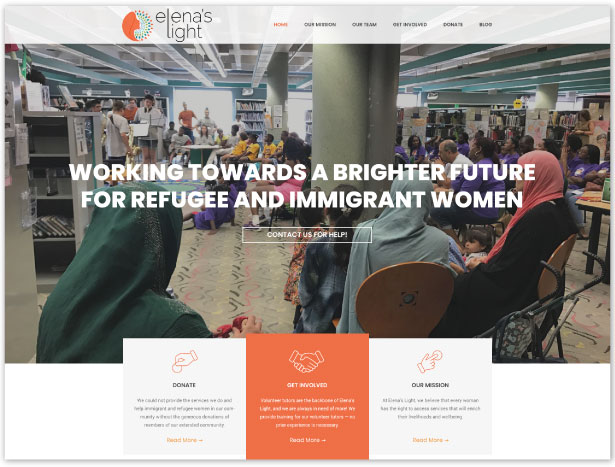 elena's
light
HOME OUR MISSION OUR TEAM GET INVOLVED DONATE BLOG
WORKING TOWARDS A BRIGHTER FUTURE
FOR REFUGEE AND IMMIGRANT WOMEN
CONTACT US FOR HELP!
DONATE
We could not provide the services we do and
help immigrant and refugee women in our com-
munity without the generous donations of
members of our extended community.
Read More →
GET INVOLVED
Volunteer tutors are the backbone of Elena's
Light, and we are always in need of more! We
provide training for our volunteer tutors — no
prior experience is necessary.
Read More →
OUR MISSION
At Elena's Light, we believe that every woman
has the right to access services that will enrich
their livelihoods and wellbeing.
Read More →